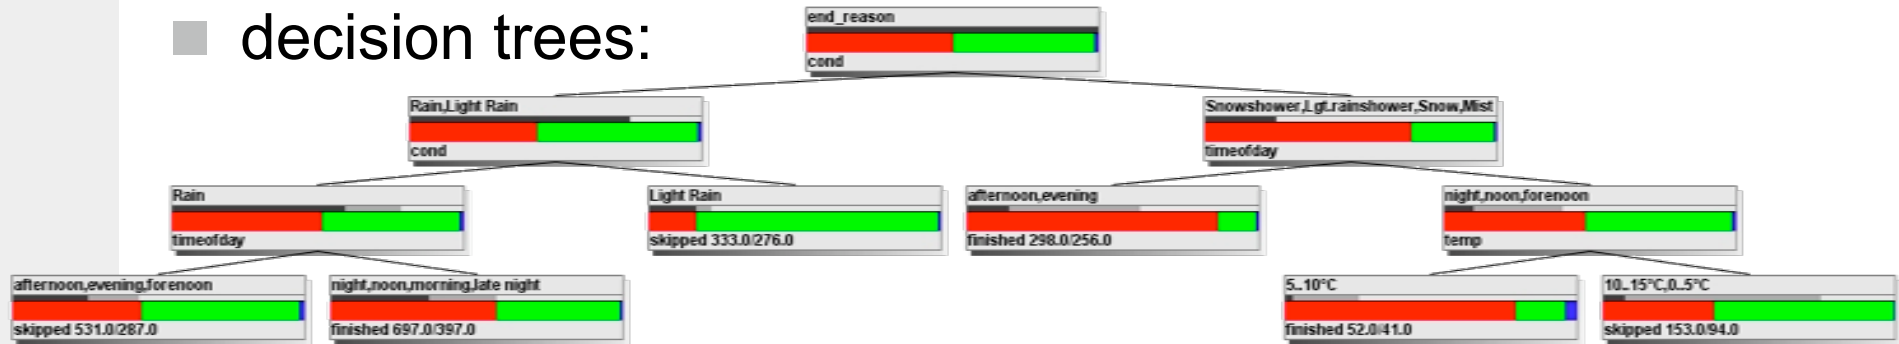 decision trees:
end_reason
cond
Rain,Light Rain
cond
Snowshower,Lgt.rainshower,Snow,Mist
timeofday
Rain
timeofday
Light Rain
skipped 333.0/276.0
afternoon,evening
finished 298.0/256.0
night,noon,forenoon
temp
afternoon,evening,forenoon
skipped 531.0/287.0
night,noon,morning,late night
finished 697.0/397.0
5..10°C
finished 52.0/41.0
10..15°C,0..5°C
skipped 153.0/94.0